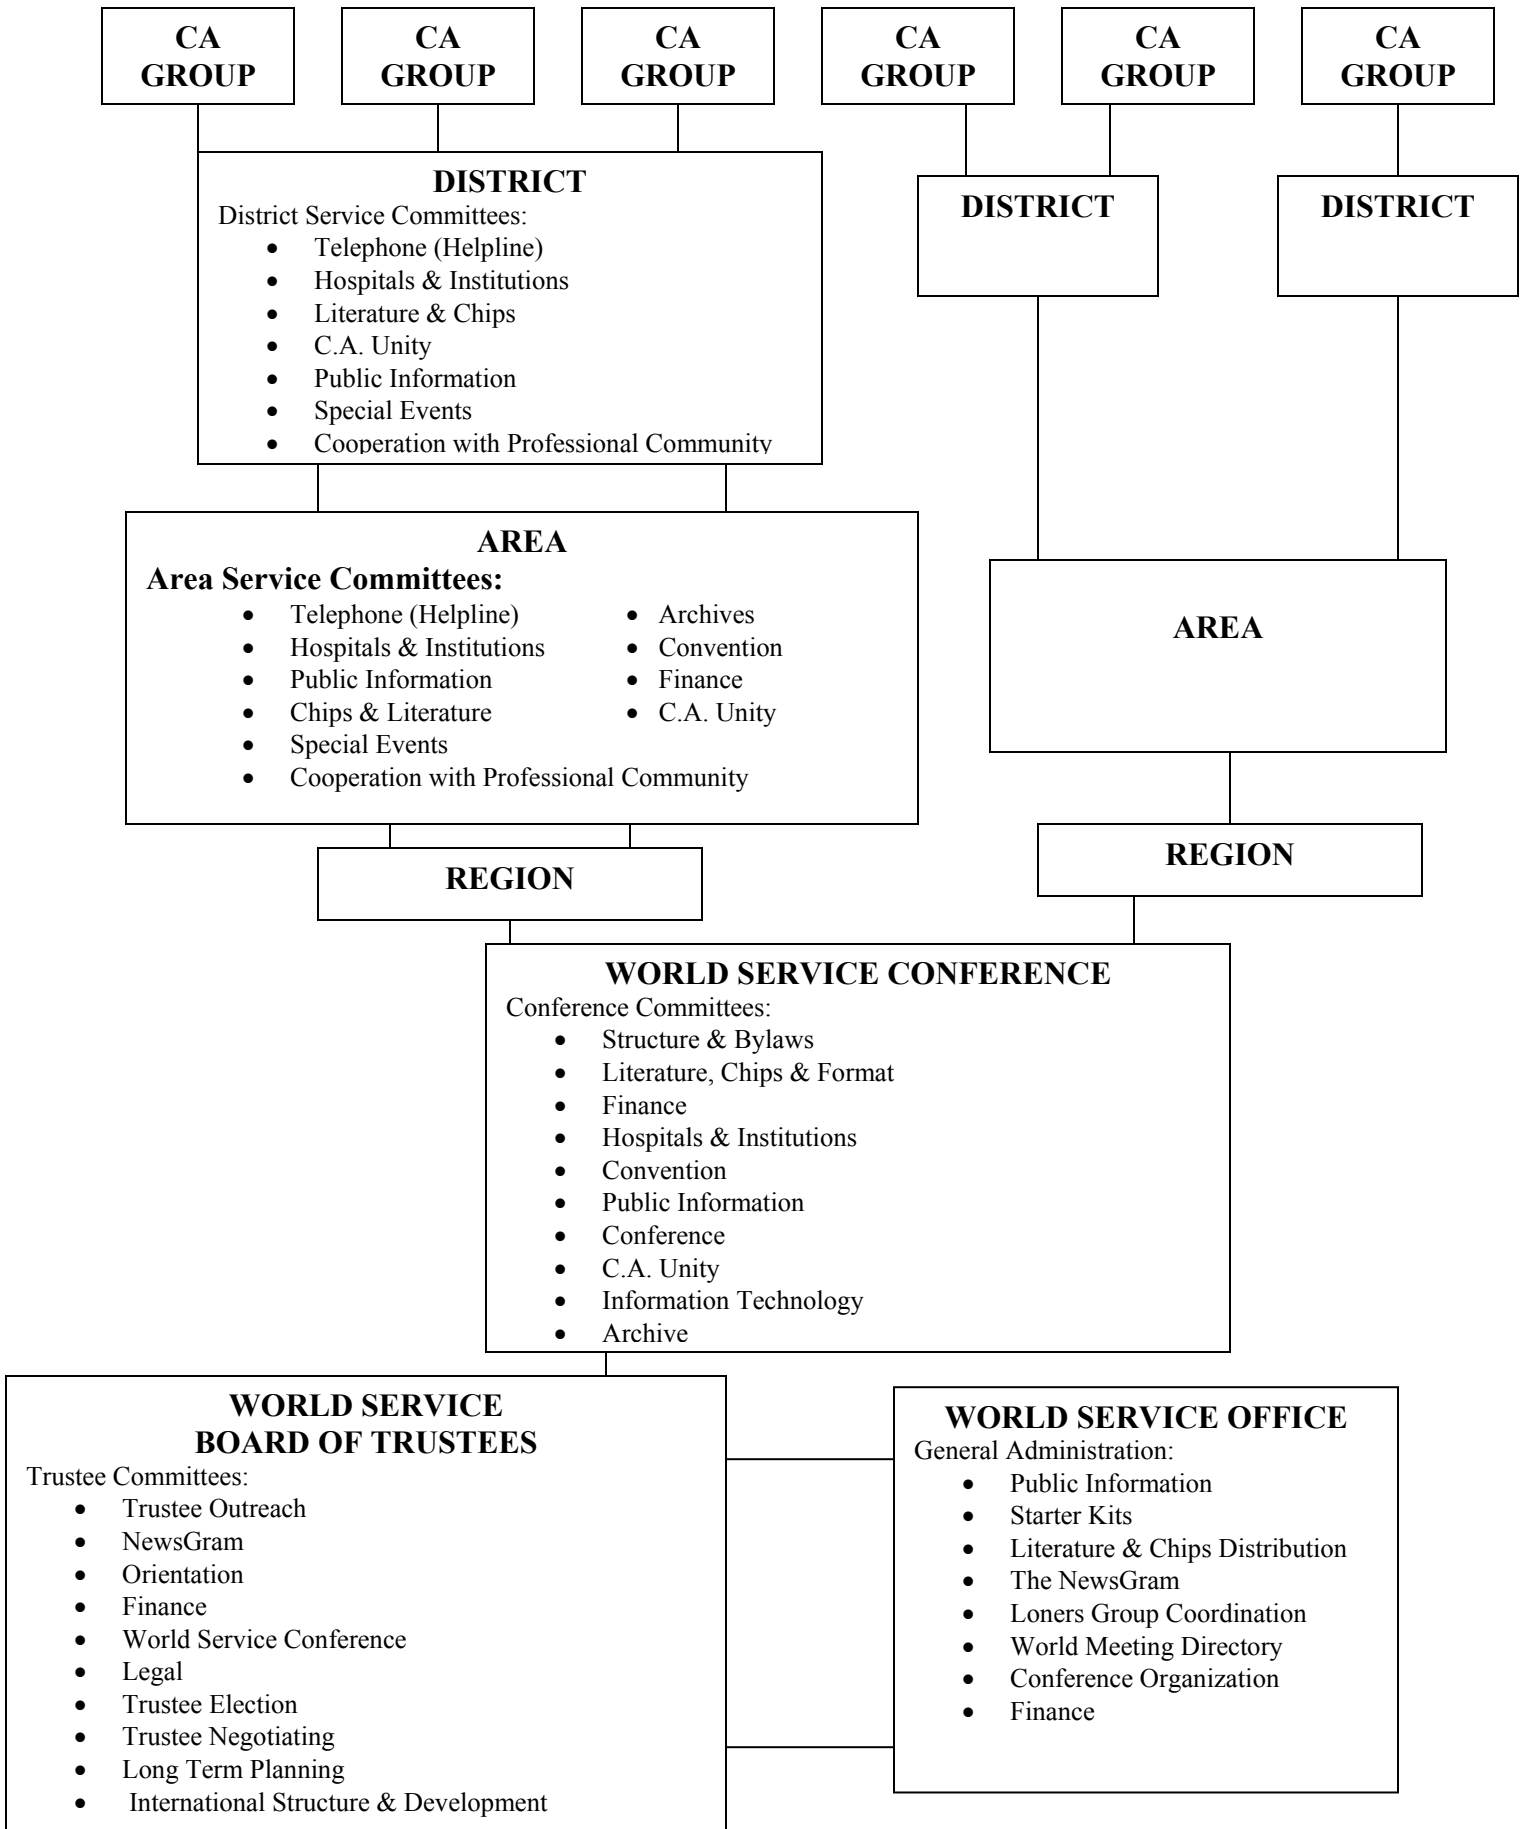 CA
GROUP
CA
GROUP
CA
GROUP
CA
GROUP
CA
GROUP
CA
GROUP
DISTRICT
District Service Committees:
• Telephone (Helpline)
• Hospitals & Institutions
• Literature & Chips
• C.A. Unity
• Public Information
• Special Events
• Cooperation with Professional Community
DISTRICT
DISTRICT
AREA
Area Service Committees:
• Telephone (Helpline)
• Hospitals & Institutions
• Public Information
• Chips & Literature
• Special Events
• Cooperation with Professional Community
• Archives
• Convention
• Finance
• C.A. Unity
AREA
REGION
REGION
WORLD SERVICE CONFERENCE
Conference Committees:
• Structure & Bylaws
• Literature, Chips & Format
• Finance
• Hospitals & Institutions
• Convention
• Public Information
• Conference
• C.A. Unity
• Information Technology
• Archive
WORLD SERVICE
BOARD OF TRUSTEES
Trustee Committees:
• Trustee Outreach
• NewsGram
• Orientation
• Finance
• World Service Conference
• Legal
• Trustee Election
• Trustee Negotiating
• Long Term Planning
• International Structure & Development
WORLD SERVICE OFFICE
General Administration:
• Public Information
• Starter Kits
• Literature & Chips Distribution
• The NewsGram
• Loners Group Coordination
• World Meeting Directory
• Conference Organization
• Finance